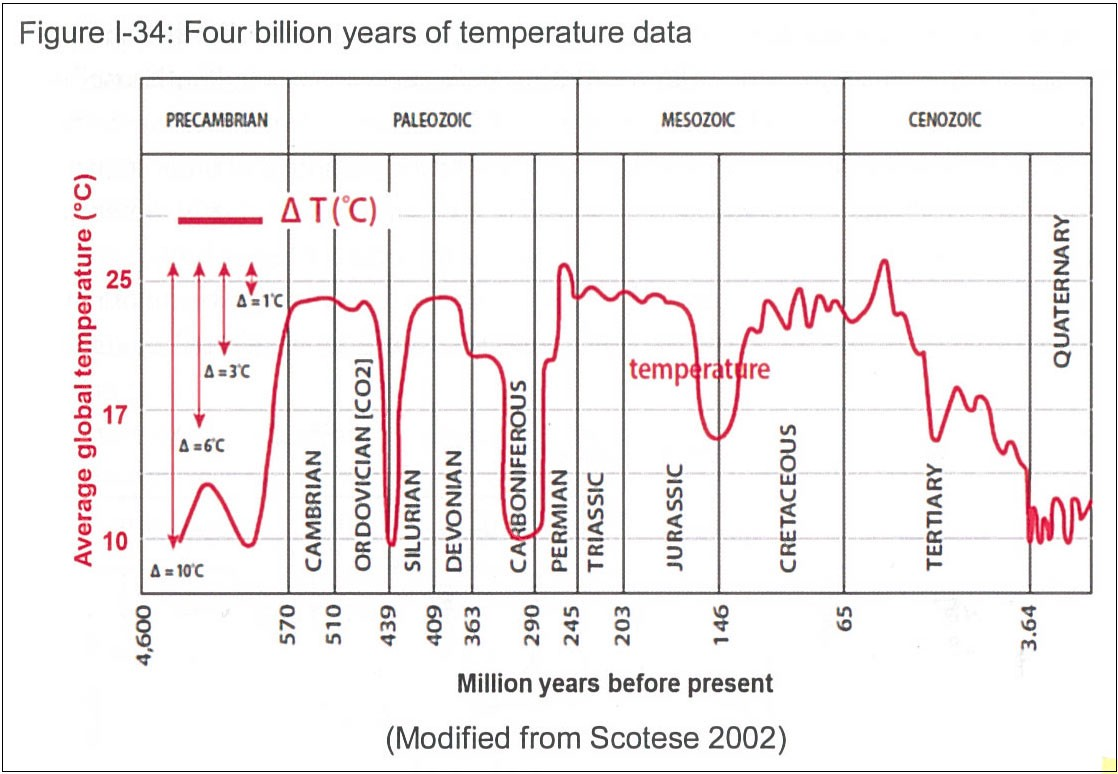 Figure I-34: Four billion years of temperature data
PRECAMBRIAN
PALEOZOIC
MESOZOIC
CENOZOIC
Δ T (°C)
Average global temperature (°C)
25
17
10
Δ = 1°C
Δ = 3°C
Δ = 6°C
Δ = 10°C
temperature
CAMBRIAN
ORDOVICIAN [CO2]
SILURIAN
DEVONIAN
CARBONIFEROUS
PERMIAN
TRIASSIC
JURASSIC
CRETACEOUS
TERTIARY
QUATERNARY
4,600
570
510
439
409
363
290
245
203
146
65
3.64
Million years before present
(Modified from Scotese 2002)